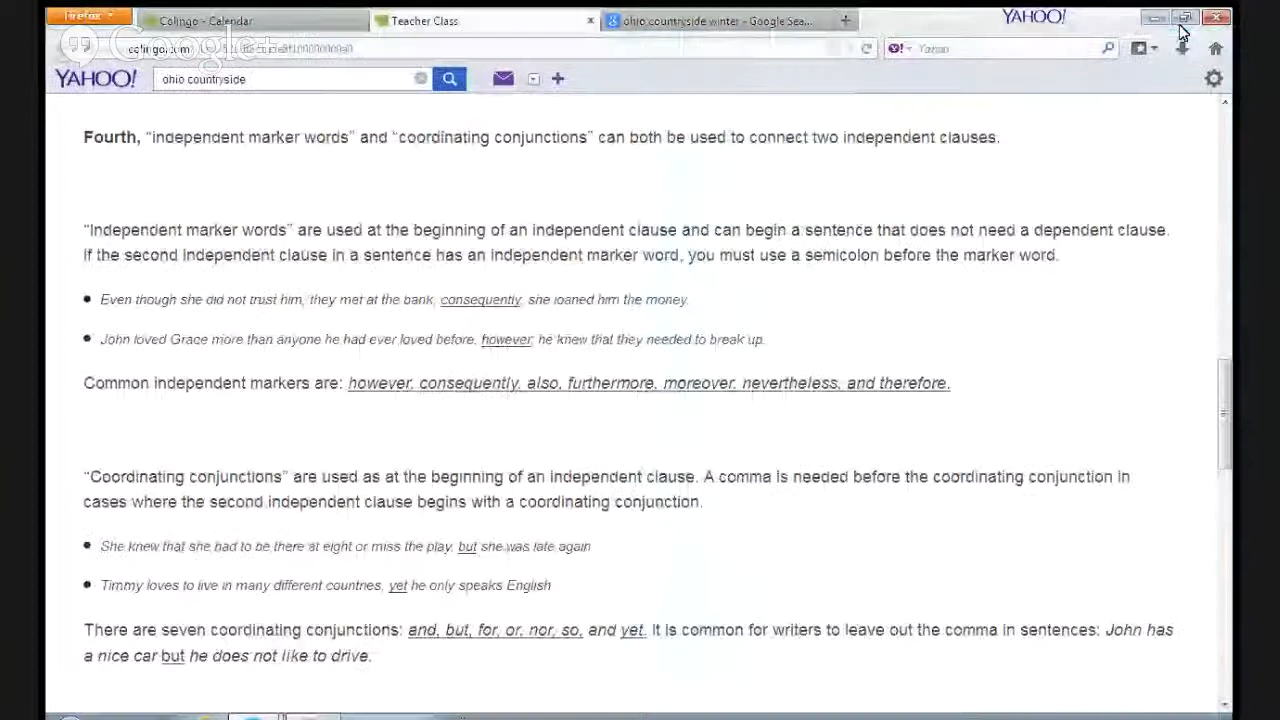 Firefox
Colingo - Calendar
Teacher Class
ohio countryside winter - Google Sea...
YAHOO!
Google+
colingo.com
Yahoo
YAHOO!
ohio countryside
Fourth, “independent marker words” and “coordinating conjunctions” can both be used to connect two independent clauses.
“Independent marker words” are used at the beginning of an independent clause and can begin a sentence that does not need a dependent clause.
If the second independent clause in a sentence has an independent marker word, you must use a semicolon before the marker word.
Even though she did not trust him, they met at the bank, consequently, she loaned him the money.
John loved Grace more than anyone he had ever loved before, however; he knew that they needed to break up.
Common independent markers are: however, consequently, also, furthermore, moreover, nevertheless, and therefore.
“Coordinating conjunctions” are used as at the beginning of an independent clause. A comma is needed before the coordinating conjunction in
cases where the second independent clause begins with a coordinating conjunction.
She knew that she had to be there at eight or miss the play, but she was late again
Timmy loves to live in many different countries, yet he only speaks English
There are seven coordinating conjunctions: and, but, for, or, nor, so, and yet. It is common for writers to leave out the comma in sentences: John has
a nice car but he does not like to drive.